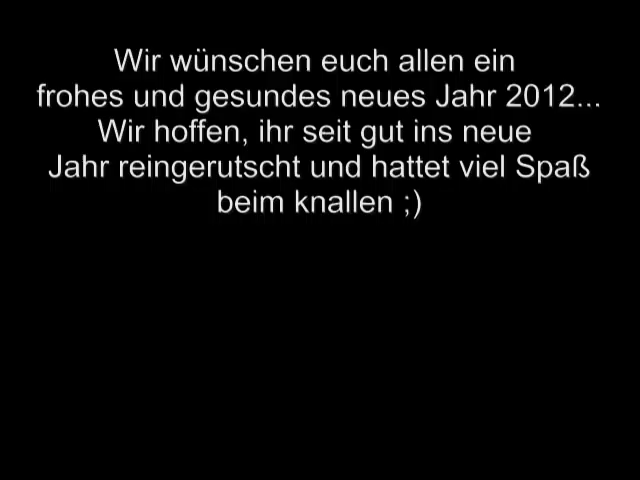 Wir wünschen euch allen ein
frohes und gesundes neues Jahr 2012...
Wir hoffen, ihr seit gut ins neue
Jahr reingerutscht und hattet viel Spaß
beim knallen ;)